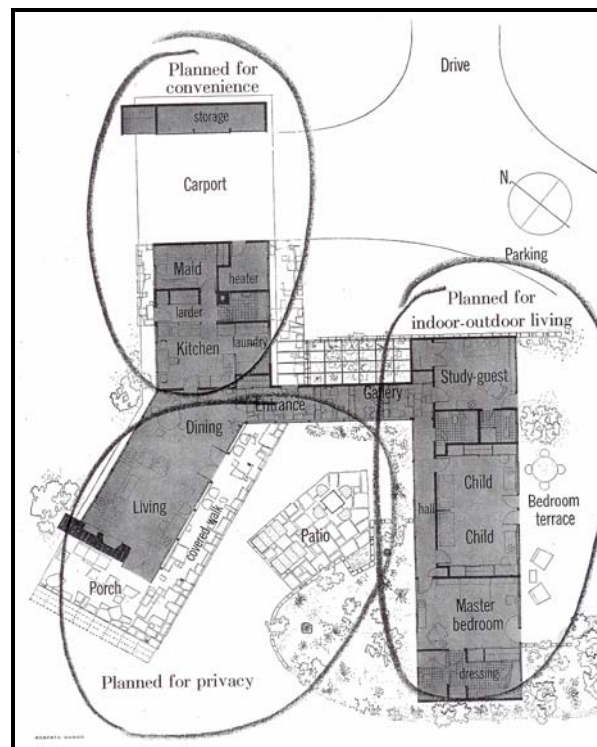 Planned for
convenience
Drive
storage
Carport
N.
Parking
Maid
heater
Planned for
indoor-outdoor living
larder
Kitchen
laundry
Study-guest
Entrance
Gallery
Dining
Child
Living
hall
covered walk
Patio
Child
Bedroom
terrace
Porch
Master
bedroom
dressing
Planned for privacy
ROBERTO BURGO